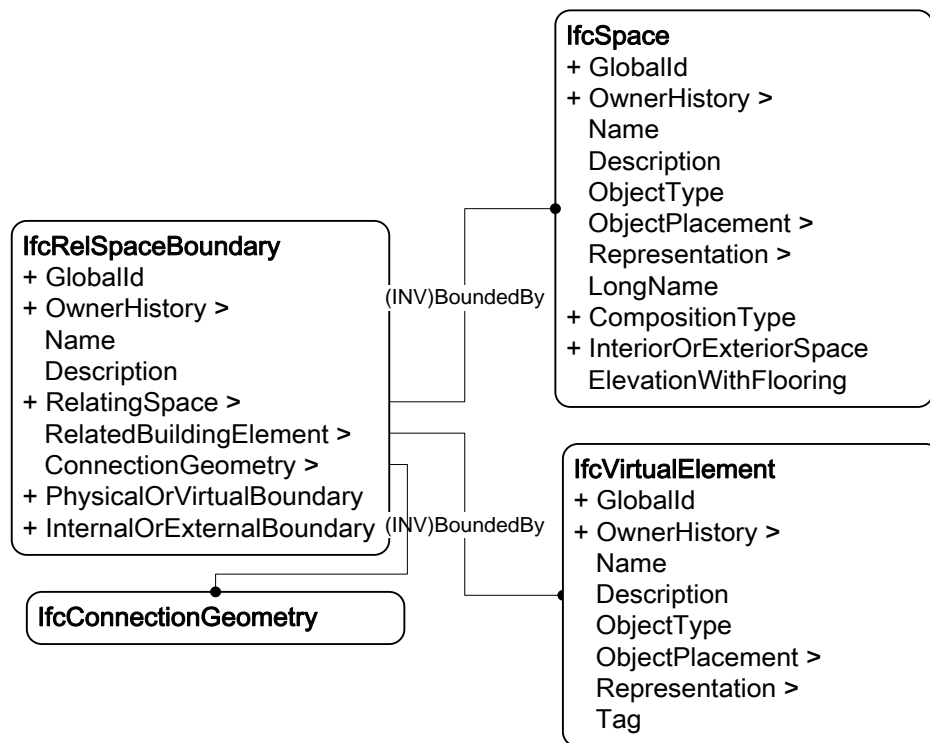 IfcSpace
+ GlobalId
+ OwnerHistory >
Name
Description
ObjectType
ObjectPlacement >
Representation >
LongName
+ CompositionType
+ InteriorOrExteriorSpace
ElevationWithFlooring
IfcRelSpaceBoundary
+ GlobalId
+ OwnerHistory >
Name
Description
+ RelatingSpace >
RelatedBuildingElement >
ConnectionGeometry >
+ PhysicalOrVirtualBoundary
+ InternalOrExternalBoundary
(INV)BoundedBy
(INV)BoundedBy
IfcVirtualElement
+ GlobalId
+ OwnerHistory >
Name
Description
ObjectType
ObjectPlacement >
Representation >
Tag
IfcConnectionGeometry